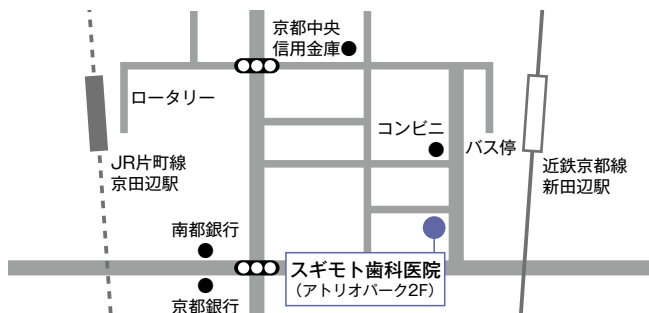 京都中央
信用金庫
ロータリー
コンビニ
バス停
JR片町線
京田辺駅
近鉄京都線
新田辺駅
南都銀行
スギモト歯科医院
（アトリオパーク2F）
京都銀行